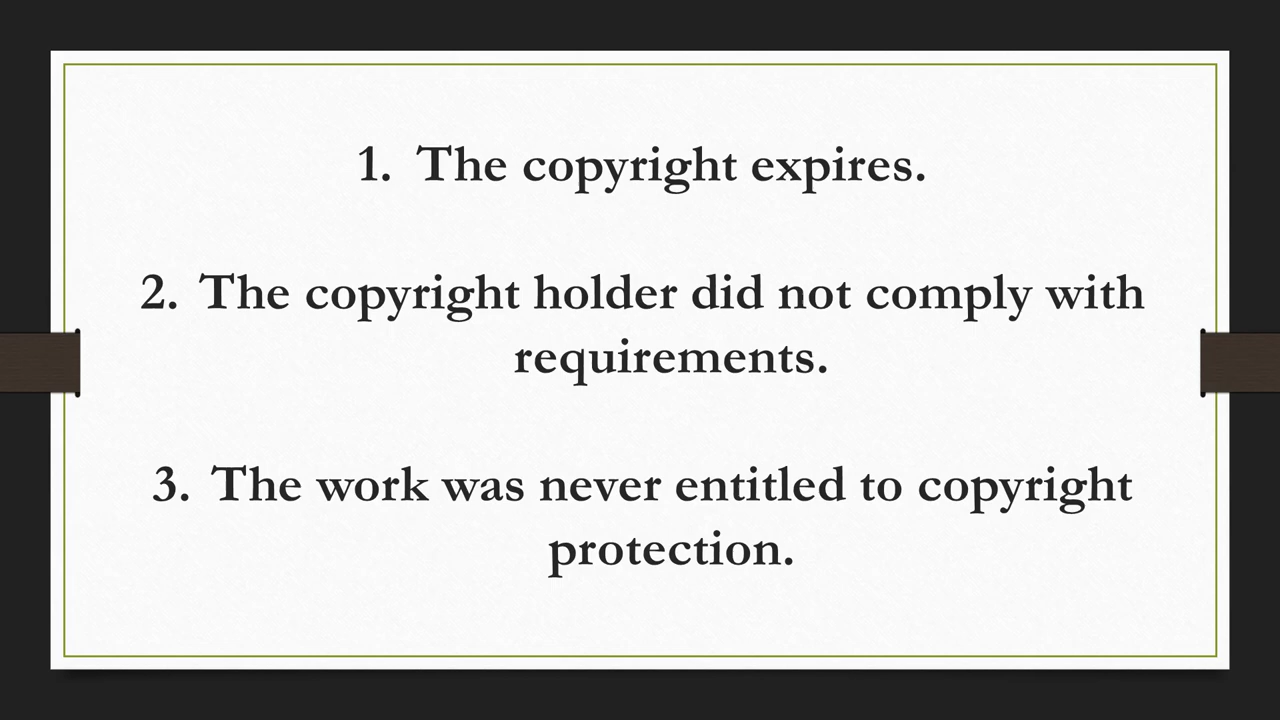 1. The copyright expires.
2. The copyright holder did not comply with
requirements.
3. The work was never entitled to copyright
protection.